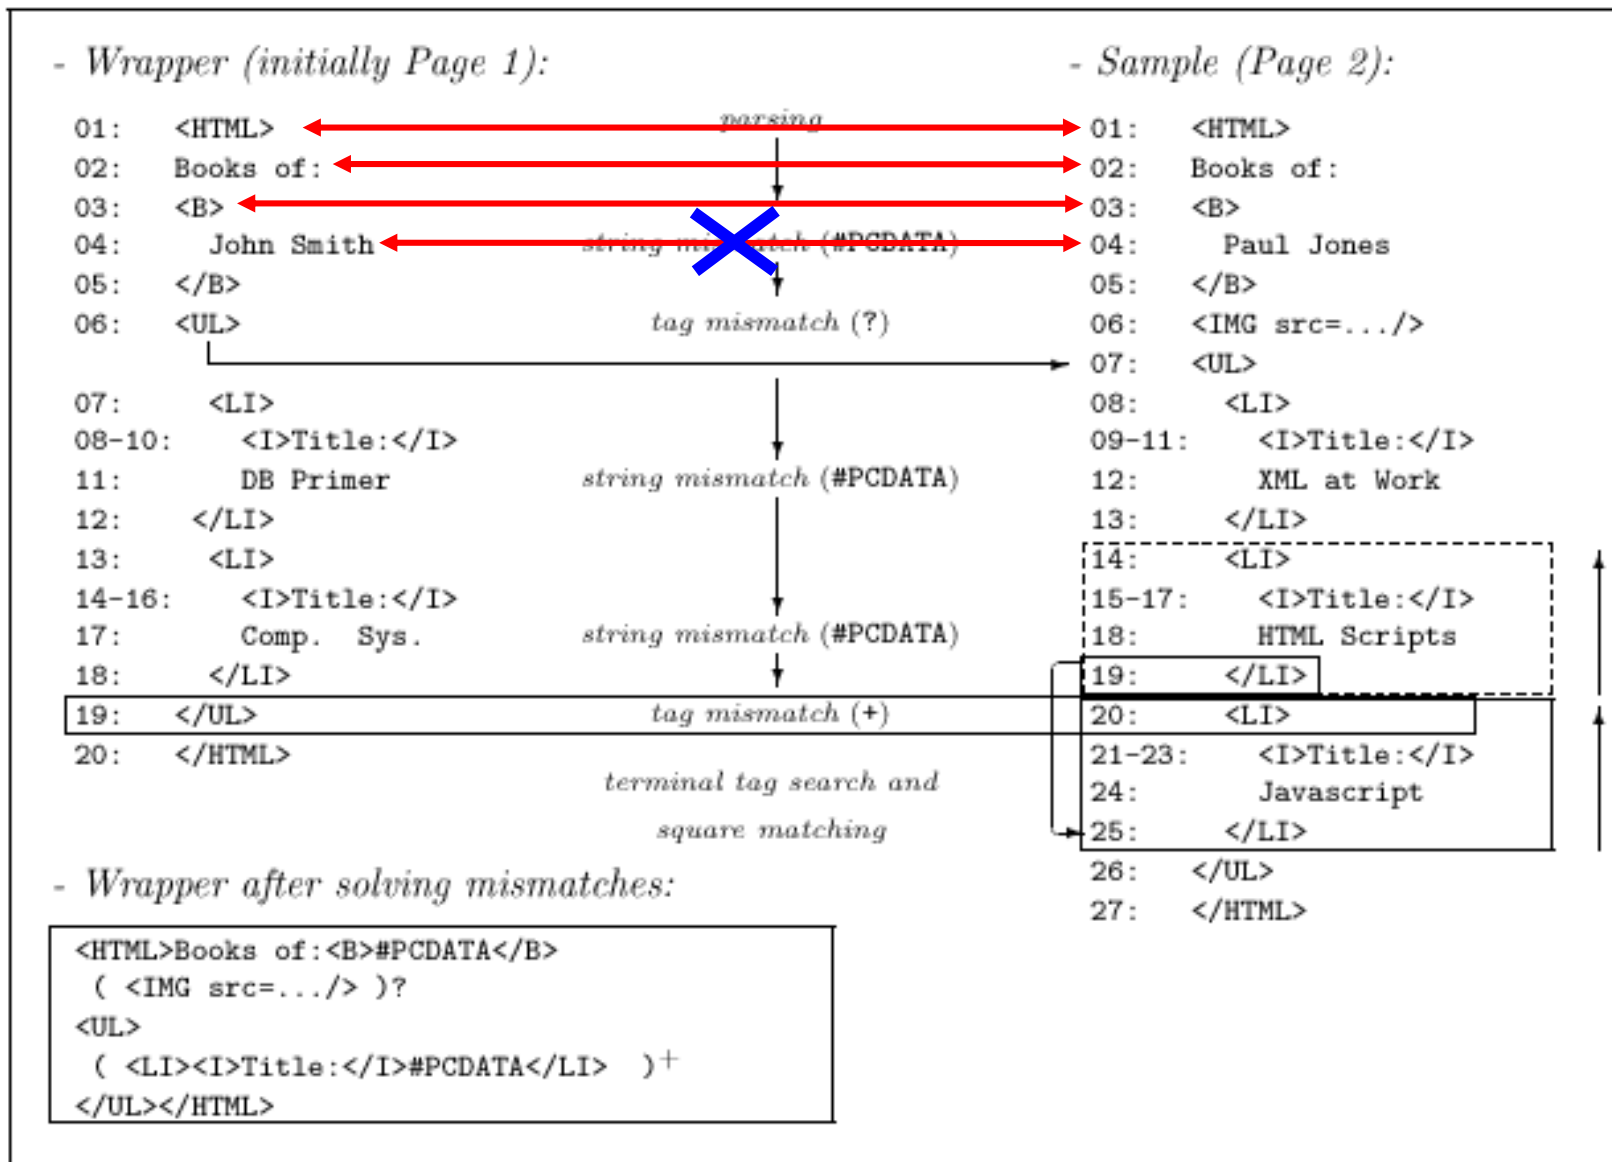 - Wrapper (initially Page 1):
01: <HTML>
02: Books of:
03: <B>
04: John Smith
05: </B>
06: <UL>
07: <LI>
08-10: <I>Title:</I>
11: DB Primer
12: </LI>
13: <LI>
14-16: <I>Title:</I>
17: Comp. Sys.
18: </LI>
19: </UL>
20: </HTML>
parsing
string mismatch (#PCDATA)
tag mismatch (?)
string mismatch (#PCDATA)
string mismatch (#PCDATA)
tag mismatch (+)
terminal tag search and
square matching
- Sample (Page 2):
01: <HTML>
02: Books of:
03: <B>
04: Paul Jones
05: </B>
06: <IMG src=.../>
07: <UL>
08: <LI>
09-11: <I>Title:</I>
12: XML at Work
13: </LI>
14: <LI>
15-17: <I>Title:</I>
18: HTML Scripts
19: </LI>
20: <LI>
21-23: <I>Title:</I>
24: Javascript
25: </LI>
26: </UL>
27: </HTML>
- Wrapper after solving mismatches:
<HTML>Books of:<B>#PCDATA</B>
( <IMG src=.../> )?
<UL>
( <LI><I>Title:</I>#PCDATA</LI> )+
</UL></HTML>